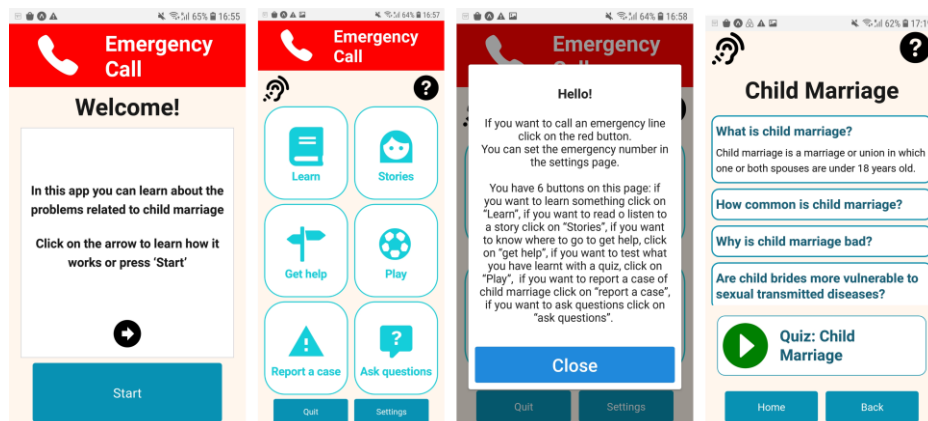 65% 16:55
Emergency
Call
Welcome!
In this app you can learn about the
problems related to child marriage
Click on the arrow to learn how it
works or press 'Start'
Start
64% 16:57
Emergency
Call
?
Learn
Stories
Get help
Play
?
Report a case
Ask questions
Quit
Settings
64% 16:58
Emergency
Hello!
If you want to call an emergency line
click on the red button.
You can set the emergency number in
the settings page.
You have 6 buttons on this page: if
you want to learn something click on
"Learn", if you want to read o listen to
a story click on "Stories", if you want
to know where to go to get help, click
on "get help", if you want to test what
you have learnt with a quiz, click on
"Play", if you want to report a case of
child marriage click on "report a case",
if you want to ask questions click on
"ask questions".
Close
Quit
Settings
62%
?
Child Marriage
What is child marriage?
Child marriage is a marriage or union in which
one or both spouses are under 18 years old.
How common is child marriage?
Why is child marriage bad?
Are child brides more vulnerable to
sexual transmitted diseases?
Quiz: Child
Marriage
Home
Back